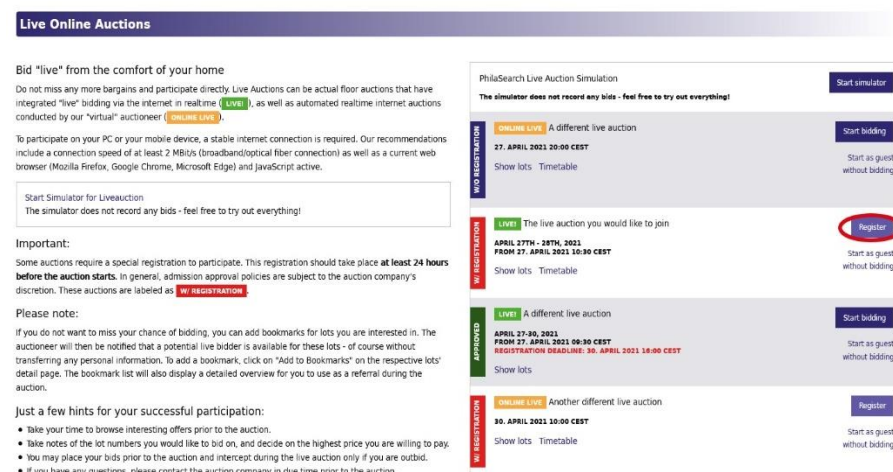 Live Online Auctions
Bid "live" from the comfort of your home
Do not miss any more bargains and participate directly. Live Auctions can be actual floor auctions that have
integrated "live" bidding via the internet in realtime ( LIVE! ), as well as automated realtime internet auctions
conducted by our "virtual" auctioneer ( ONLINE LIVE ).
To participate on your PC or your mobile device, a stable internet connection is required. Our recommendations
include a connection speed of at least 2 MBit/s (broadband/optical fiber connection) as well as a current web
browser (Mozilla Firefox, Google Chrome, Microsoft Edge) and JavaScript active.
Start Simulator for Liveauction
The simulator does not record any bids - feel free to try out everything!
Important:
Some auctions require a special registration to participate. This registration should take place at least 24 hours
before the auction starts. In general, admission approval policies are subject to the auction company's
discretion. These auctions are labeled as W/ REGISTRATION .
Please note:
If you do not want to miss your chance of bidding, you can add bookmarks for lots you are interested in. The
auctioneer will then be notified that a potential live bidder is available for these lots - of course without
transferring any personal information. To add a bookmark, click on "Add to Bookmarks" on the respective lots'
detail page. The bookmark list will also display a detailed overview for you to use as a referral during the
auction.
Just a few hints for your successful participation:
• Take your time to browse interesting offers prior to the auction.
• Take notes of the lot numbers you would like to bid on, and decide on the highest price you are willing to pay.
• You may place your bids prior to the auction and intercept during the live auction only if you are outbid.
• If you have any questions, please contact the auction company in due time prior to the auction.
PhilaSearch Live Auction Simulation
The simulator does not record any bids - feel free to try out everything!
Start simulator
W/O REGISTRATION
ONLINE LIVE A different live auction
27. APRIL 2021 20:00 CEST
Show lots Timetable
Start bidding
Start as guest
without bidding
W/ REGISTRATION
LIVE! The live auction you would like to join
APRIL 27TH - 28TH, 2021
FROM 27. APRIL 2021 10:30 CEST
Show lots Timetable
Register
Start as guest
without bidding
APPROVED
LIVE! A different live auction
APRIL 27-30, 2021
FROM 27. APRIL 2021 09:30 CEST
REGISTRATION DEADLINE: 30. APRIL 2021 16:00 CEST
Show lots
Start bidding
Start as guest
without bidding
W/ REGISTRATION
ONLINE LIVE Another different live auction
30. APRIL 2021 10:00 CEST
Show lots Timetable
Register
Start as guest
without bidding